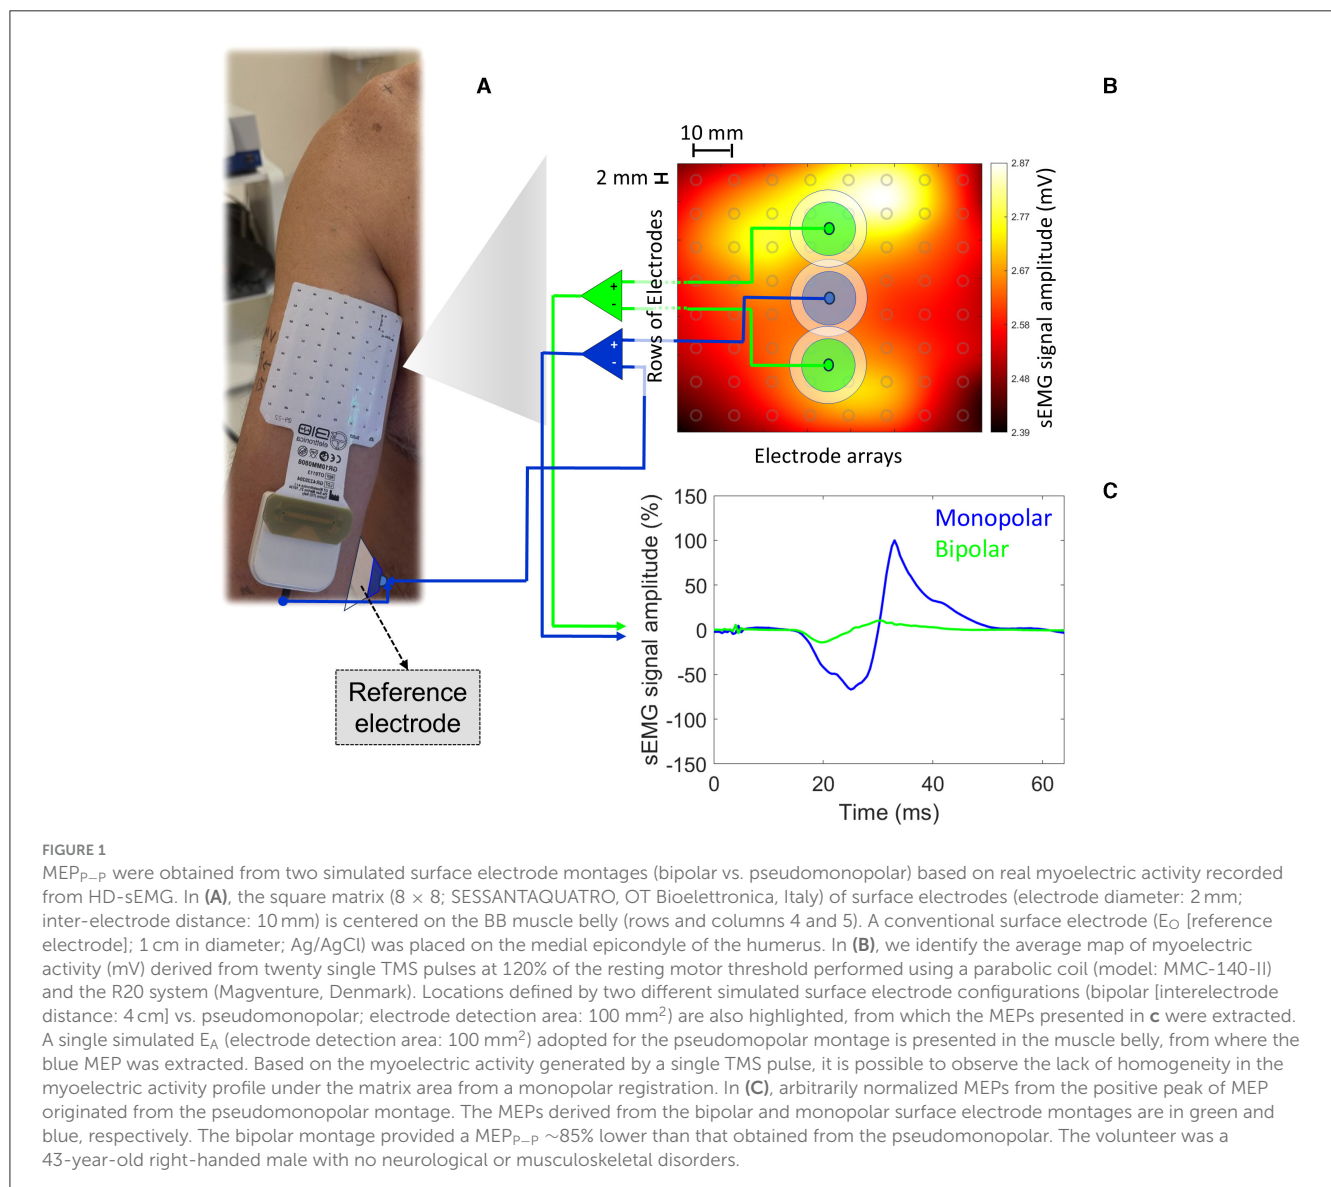 A
B
10 mm
2 mm
Rows of Electrodes
Electrode arrays
2.87
2.77
2.67
2.58
2.48
2.39
sEMG signal amplitude (mV)
+
-
+
-
elettronica
GR10MM0808
Reference
electrode
C
sEMG signal amplitude (%)
150
100
50
0
-50
-100
-150
Monopolar
Bipolar
0
20
40
60
Time (ms)
FIGURE 1
MEPP–P were obtained from two simulated surface electrode montages (bipolar vs. pseudomonopolar) based on real myoelectric activity recorded
from HD-sEMG. In (A), the square matrix (8 × 8; SESSANTAQUATRO, OT Bioelettronica, Italy) of surface electrodes (electrode diameter: 2 mm;
inter-electrode distance: 10 mm) is centered on the BB muscle belly (rows and columns 4 and 5). A conventional surface electrode (EO [reference
electrode]; 1 cm in diameter; Ag/AgCl) was placed on the medial epicondyle of the humerus. In (B), we identify the average map of myoelectric
activity (mV) derived from twenty single TMS pulses at 120% of the resting motor threshold performed using a parabolic coil (model: MMC-140-II)
and the R20 system (Magventure, Denmark). Locations defined by two different simulated surface electrode configurations (bipolar [interelectrode
distance: 4 cm] vs. pseudomonopolar; electrode detection area: 100 mm²) are also highlighted, from which the MEPs presented in c were extracted.
A single simulated EA (electrode detection area: 100 mm²) adopted for the pseudomopolar montage is presented in the muscle belly, from where the
blue MEP was extracted. Based on the myoelectric activity generated by a single TMS pulse, it is possible to observe the lack of homogeneity in the
myoelectric activity profile under the matrix area from a monopolar registration. In (C), arbitrarily normalized MEPs from the positive peak of MEP
originated from the pseudomonopolar montage. The MEPs derived from the bipolar and monopolar surface electrode montages are in green and
blue, respectively. The bipolar montage provided a MEPP–P ∼85% lower than that obtained from the pseudomonopolar. The volunteer was a
43-year-old right-handed male with no neurological or musculoskeletal disorders.